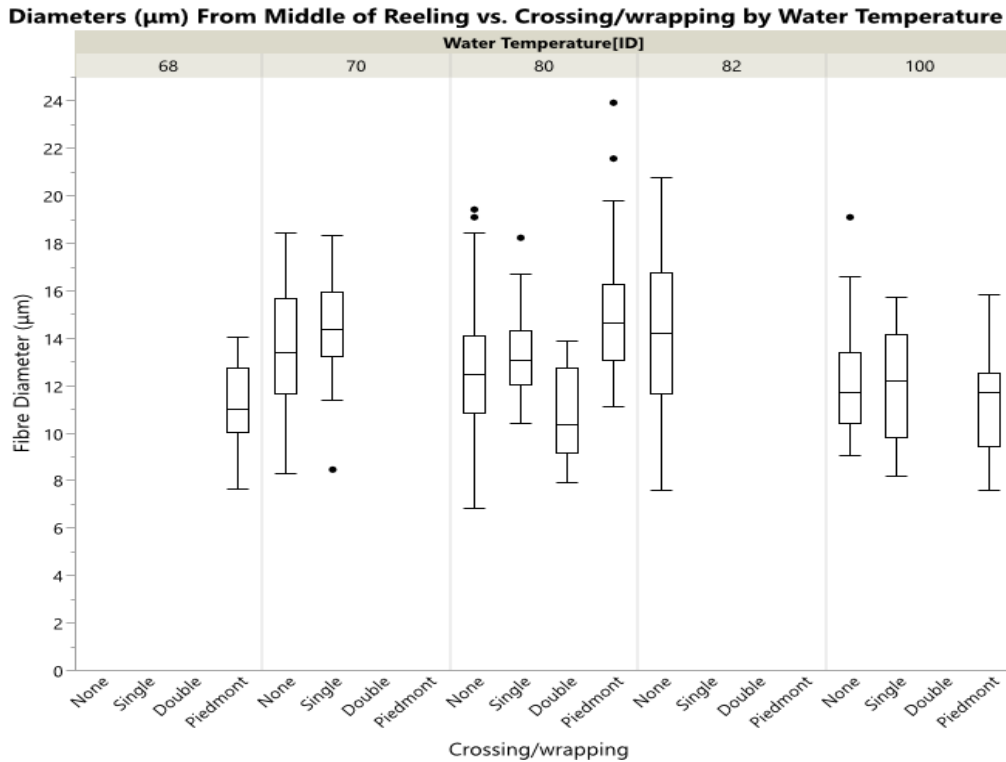 Diameters (µm) From Middle of Reeling vs. Crossing/wrapping by Water Temperature
Water Temperature[ID]
68 70 80 82 100
24
22
20
18
16
14
12
10
8
6
4
2
0
Fibre Diameter (µm)
None Single Double Piedmont None Single Double Piedmont None Single Double Piedmont None Single Double Piedmont None Single Double Piedmont
Crossing/wrapping